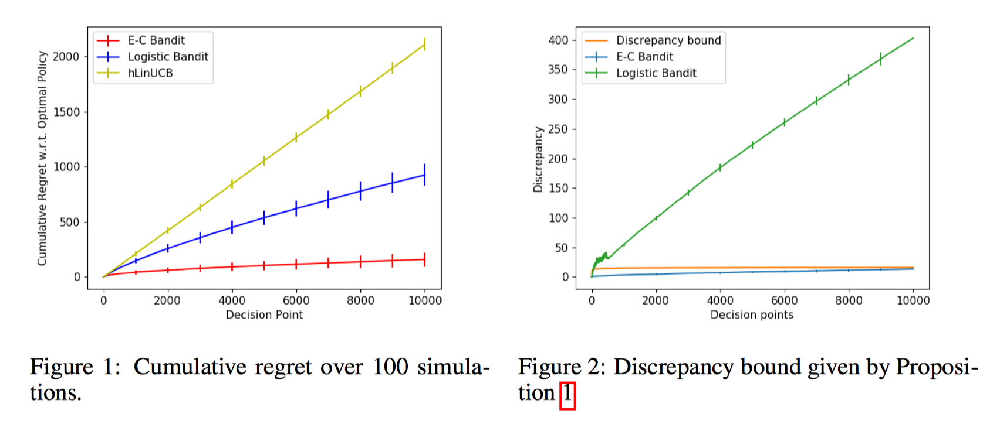 E-C Bandit
Logistic Bandit
hLinUCB
Cumulative Regret w.r.t. Optimal Policy
2000
1500
1000
500
0
0 2000 4000 6000 8000 10000
Decision Point
Figure 1: Cumulative regret over 100 simula-
tions.
Discrepancy bound
E-C Bandit
Logistic Bandit
Discrepancy
400
350
300
250
200
150
100
50
0
0 2000 4000 6000 8000 10000
Decision points
Figure 2: Discrepancy bound given by Proposi-
tion 1